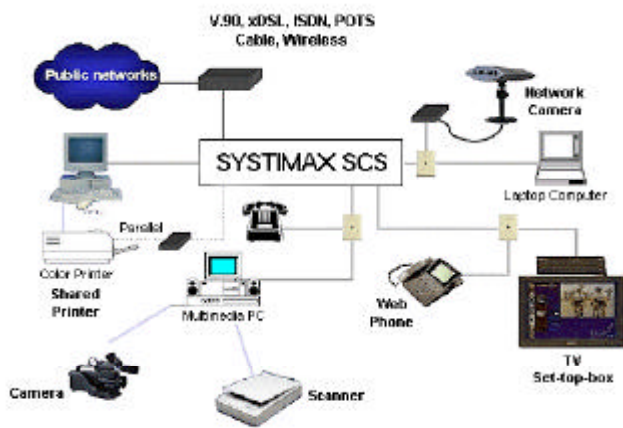 V.90, xDSL, ISDN, POTS
Cable, Wireless
Public networks
Network
Camera
SYSTIMAX SCS
Laptop Computer
Parallel
Color Printer
Shared
Printer
Multimedia PC
Web
Phone
TV
Set-top-box
Camera
Scanner